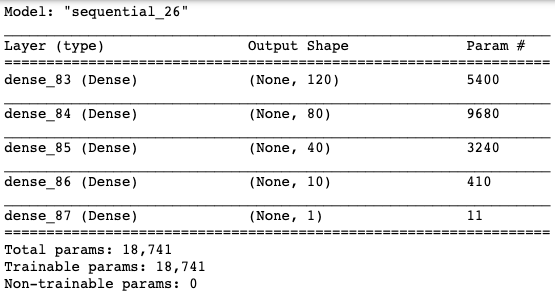 Model: "sequential_26"
Layer (type) Output Shape Param #
dense_83 (Dense) (None, 120) 5400
dense_84 (Dense) (None, 80) 9680
dense_85 (Dense) (None, 40) 3240
dense_86 (Dense) (None, 10) 410
dense_87 (Dense) (None, 1) 11
Total params: 18,741
Trainable params: 18,741
Non-trainable params: 0